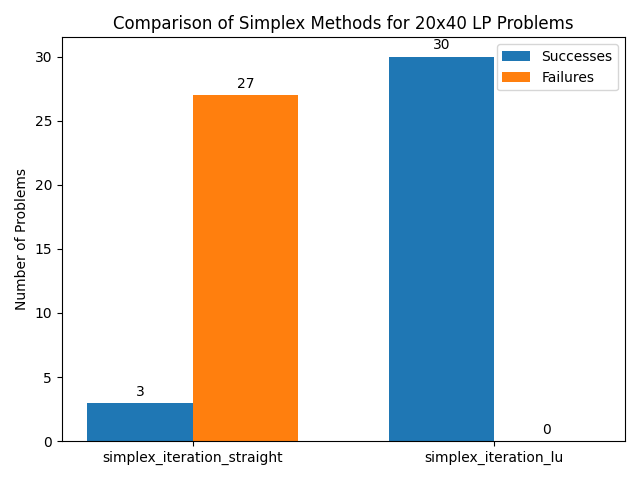 Comparison of Simplex Methods for 20x40 LP Problems
Number of Problems
30
25
20
15
10
5
0
3
27
30
0
Successes
Failures
simplex_iteration_straight
simplex_iteration_lu